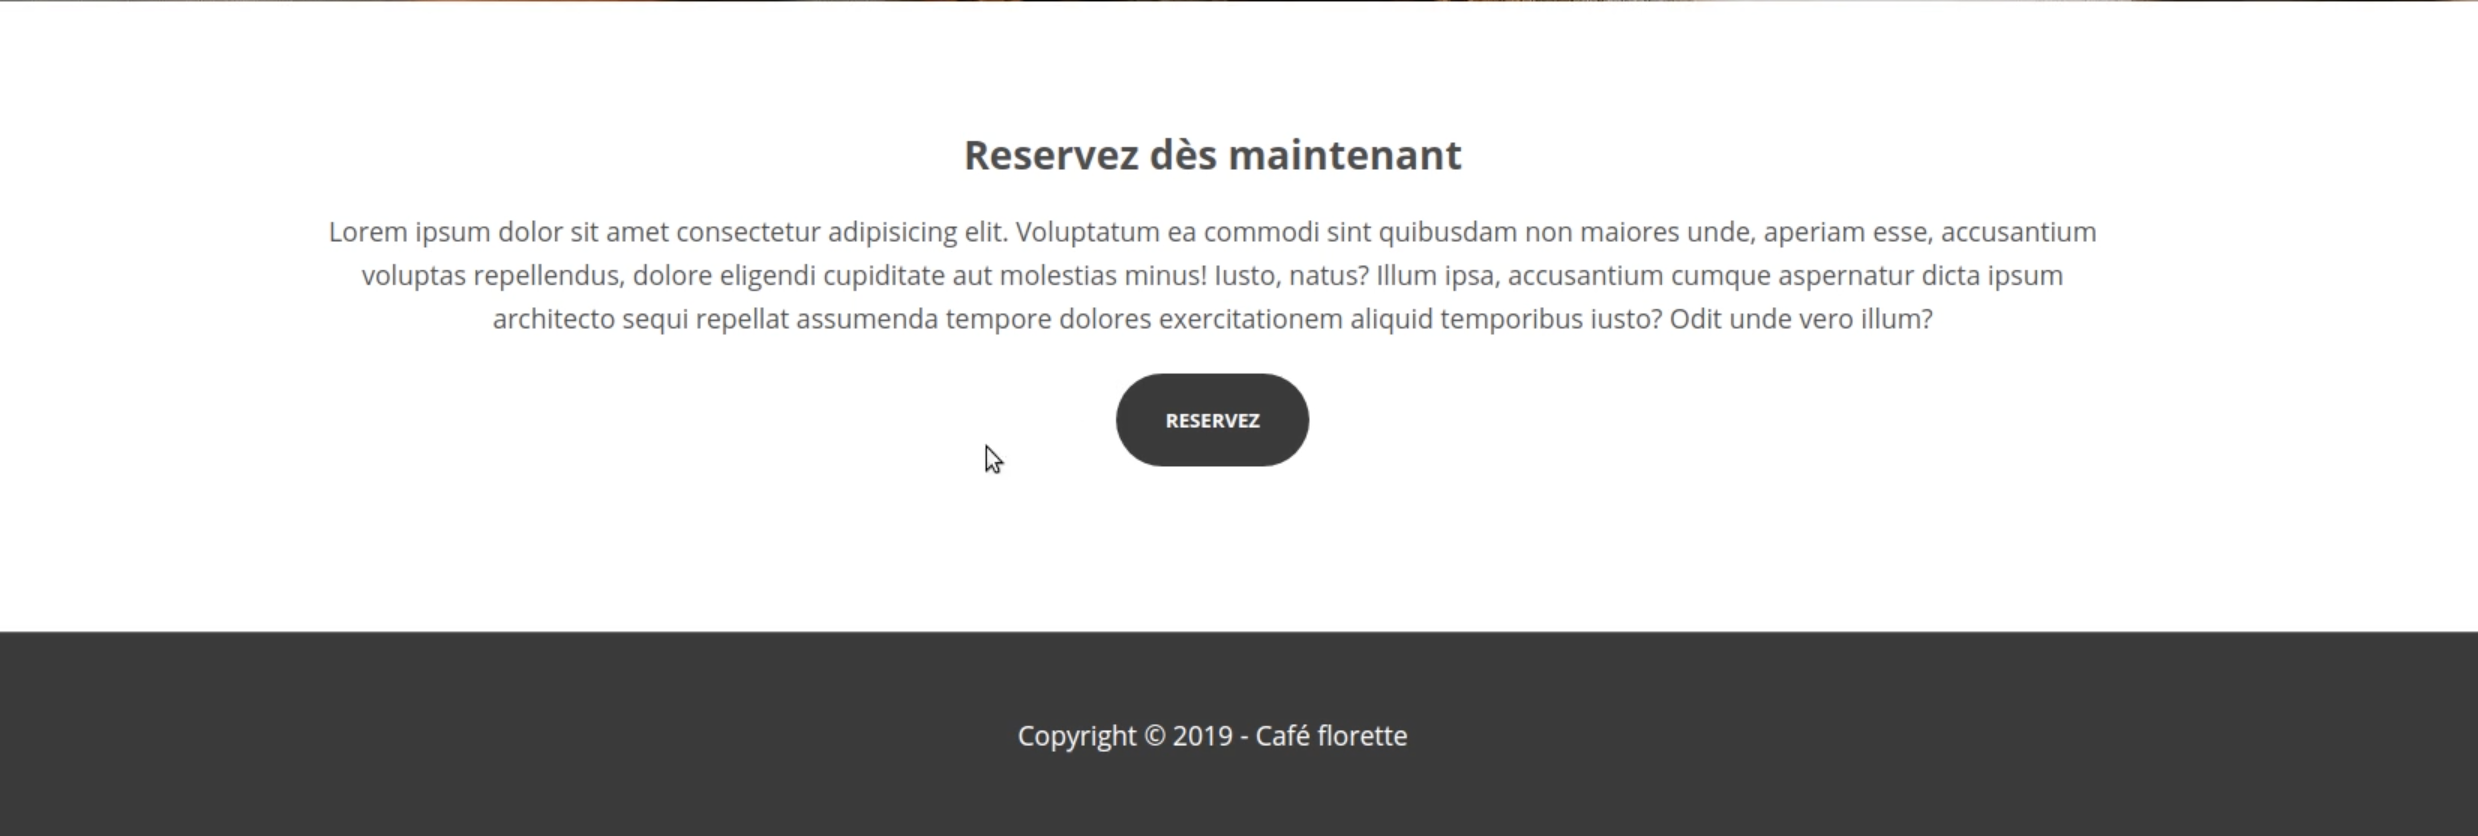 Reservez dès maintenant
Lorem ipsum dolor sit amet consectetur adipisicing elit. Voluptatum ea commodi sint quibusdam non maiores unde, aperiam esse, accusantium
voluptas repellendus, dolore eligendi cupiditate aut molestias minus! Iusto, natus? Illum ipsa, accusantium cumque aspernatur dicta ipsum
architecto sequi repellat assumenda tempore dolores exercitationem aliquid temporibus iusto? Odit unde vero illum?
RESERVEZ
Copyright © 2019 - Café florette